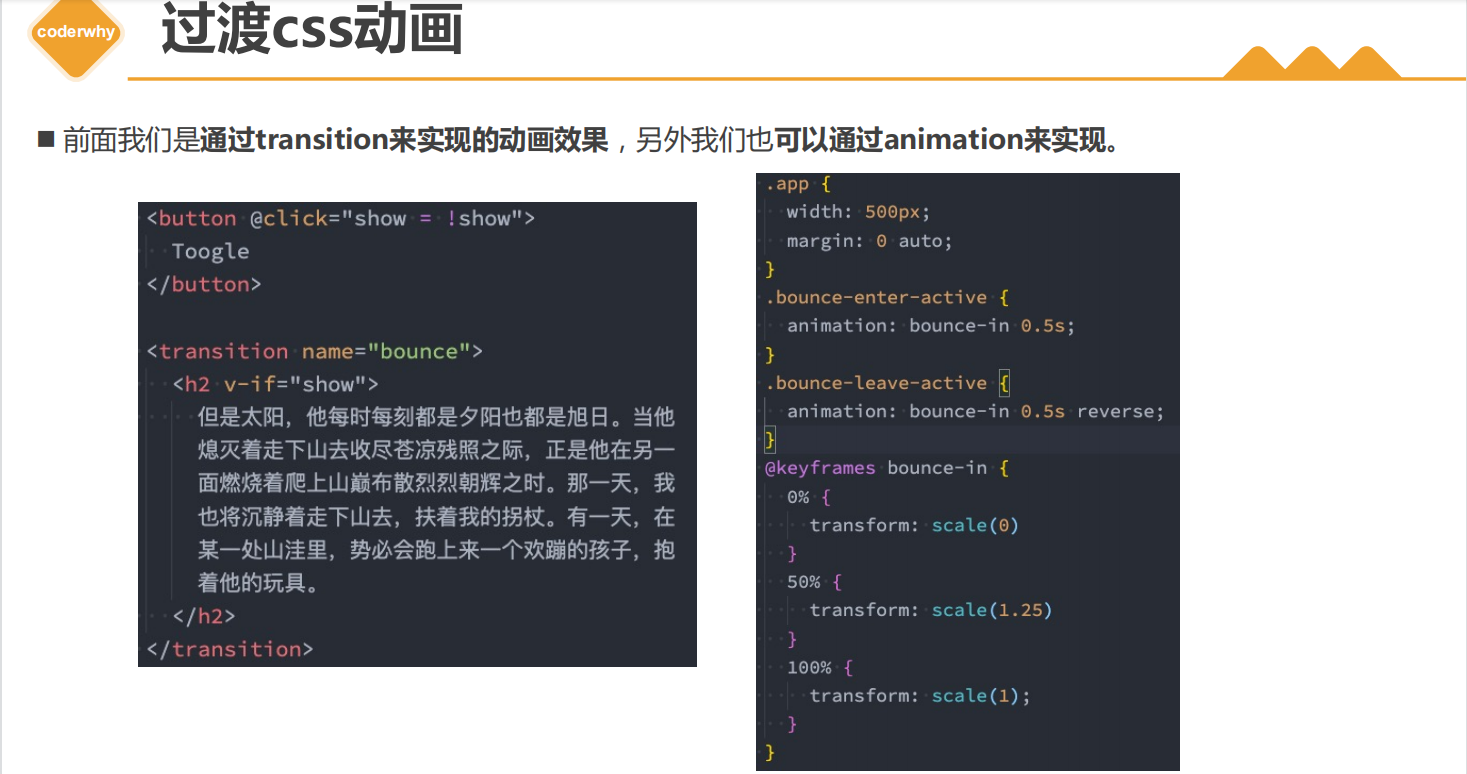 coderwhy
过渡css动画
前面我们是通过transition来实现的动画效果，另外我们也可以通过animation来实现。
<button @click="show = !show">
Toogle
</button>
<transition name="bounce">
<h2 v-if="show">
但是太阳，他每时每刻都是夕阳也都是旭日。当他
熄灭着走下山去收尽苍凉残照之际，正是他在另一
面燃烧着爬上山巅布散烈烈朝辉之时。那一天，我
也将沉静着走下山去，扶着我的拐杖。有一天，在
某一处山洼里，势必会跑上来一个欢蹦的孩子，抱
着他的玩具。
</h2>
</transition>
.app {
width: 500px;
margin: 0 auto;
}
.bounce-enter-active {
animation: bounce-in 0.5s;
}
.bounce-leave-active {
animation: bounce-in 0.5s reverse;
}
@keyframes bounce-in {
0% {
transform: scale(0)
}
50% {
transform: scale(1.25)
}
100% {
transform: scale(1);
}
}